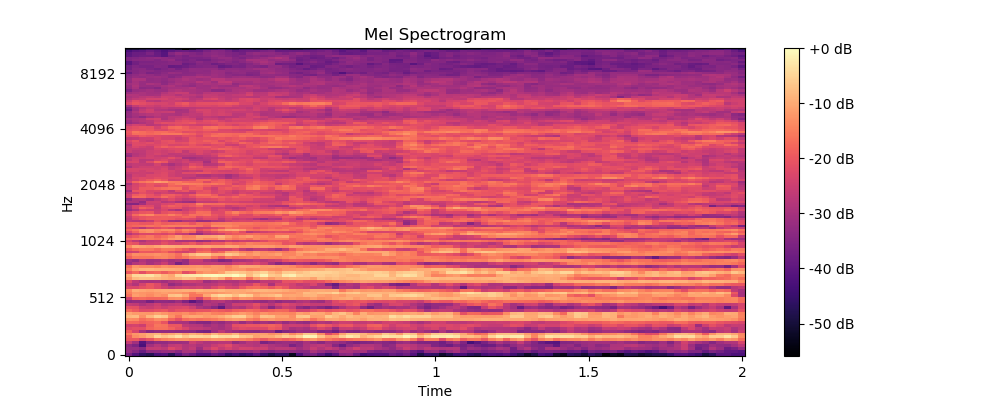 Mel Spectrogram
Hz
8192
4096
2048
1024
512
0
0 0.5 1 1.5 2
Time
+0 dB
-10 dB
-20 dB
-30 dB
-40 dB
-50 dB